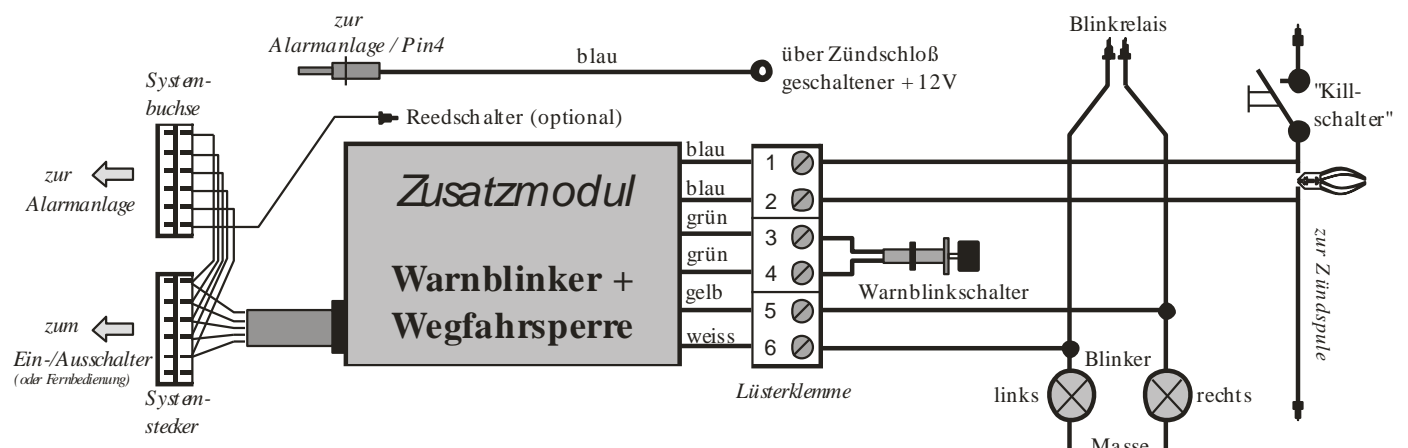 zur
Alarmanlage / Pin4
blau
über Zündschloß
geschaltener +12V
Blinkrelais
"Kill-
schalter"
System-
buchse
Reedschalter (optional)
zur
Alarmanlage
Zusatzmodul
Warnblinker +
Wegfahrsperre
blau
blau
grün
grün
gelb
weiss
1
2
3
4
5
6
Warnblinkschalter
zur Zündspule
zum
Ein-/Ausschalter
(oder Fernbedienung)
System-
stecker
Lüsterklemme
Blinker
links
rechts
Masse